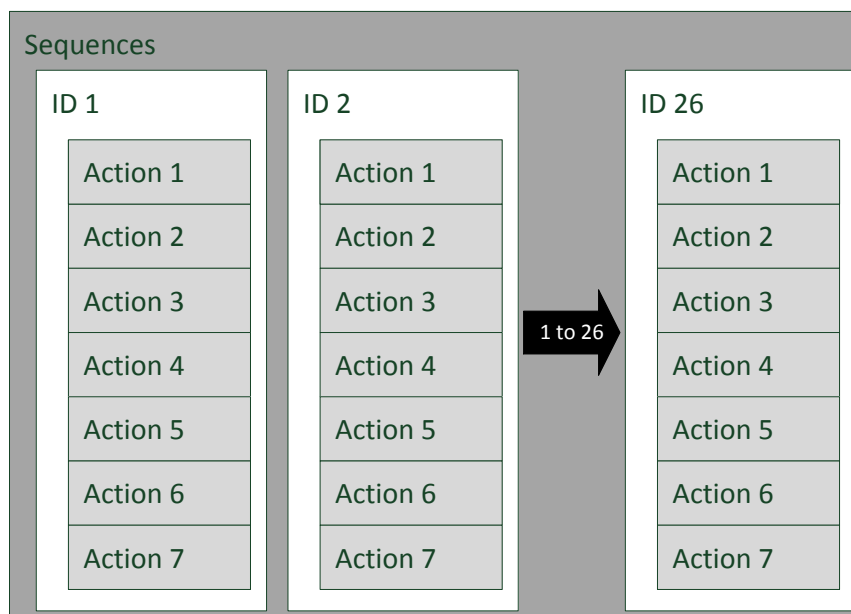 Sequences
ID 1
Action 1
Action 2
Action 3
Action 4
Action 5
Action 6
Action 7
ID 2
Action 1
Action 2
Action 3
Action 4
Action 5
Action 6
Action 7
1 to 26
ID 26
Action 1
Action 2
Action 3
Action 4
Action 5
Action 6
Action 7